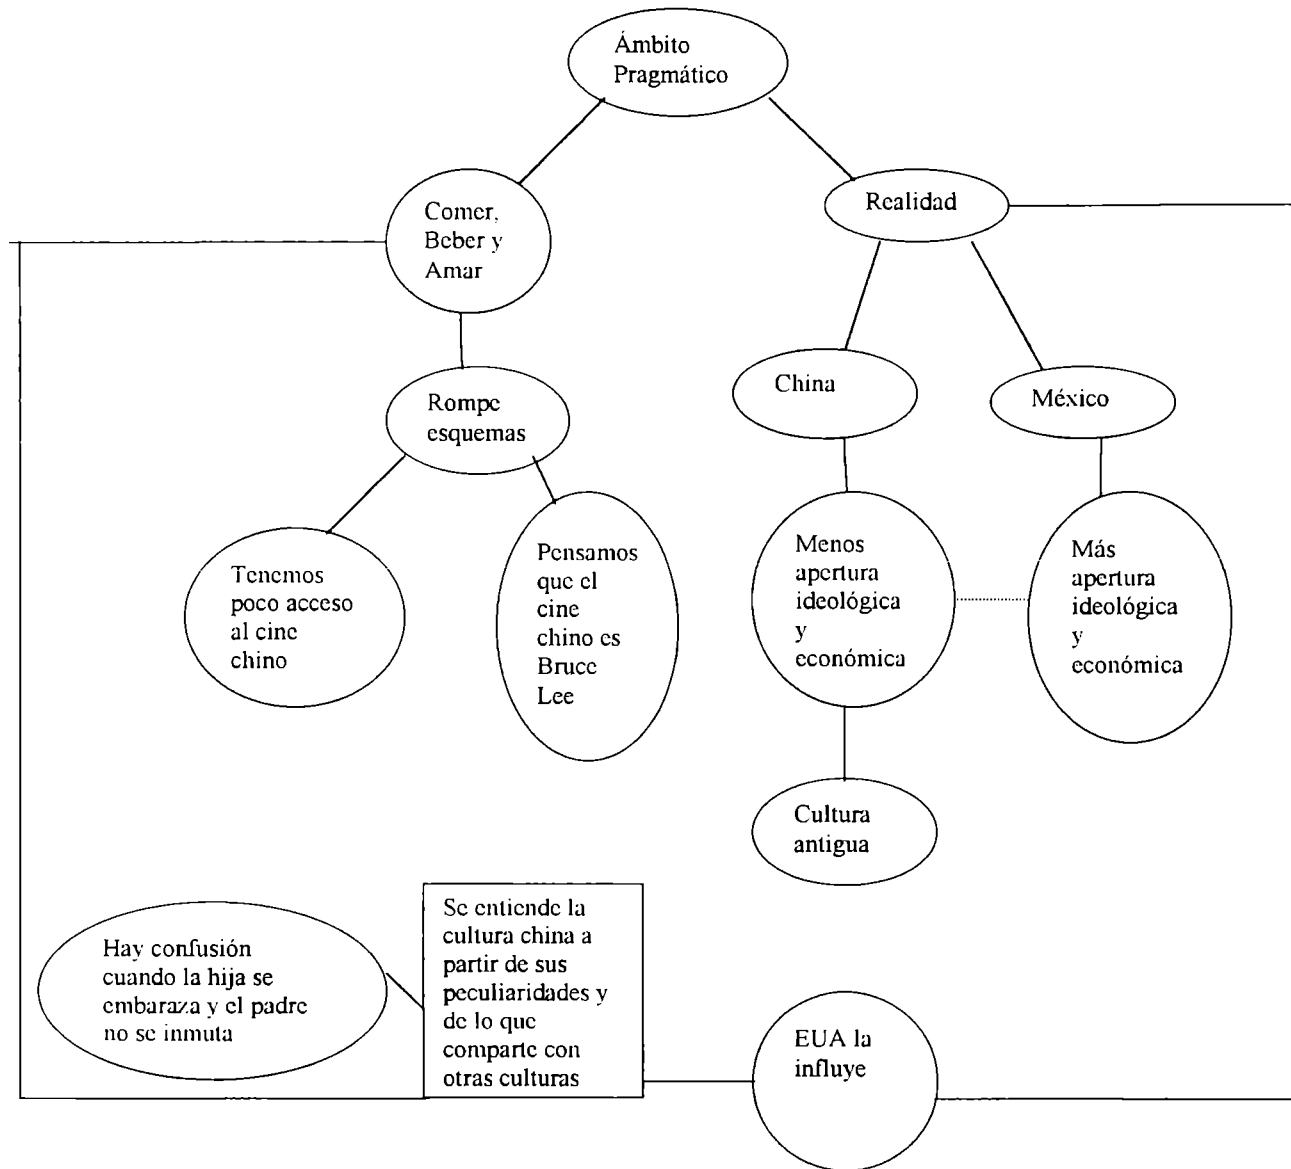 Ámbito
Pragmático
Comer,
Beber y
Amar
Realidad
Rompe
esquemas
China
México
Tenemos
poco acceso
al cine
chino
Pensamos
que el
cine
chino es
Bruce
Lee
Menos
apertura
ideológica
y
económica
Más
apertura
ideológica
y
económica
Cultura
antigua
Hay confusión
cuando la hija se
embaraza y el padre
no se inmuta
Se entiende la
cultura china a
partir de sus
peculiaridades y
de lo que
comparte con
otras culturas
EUA la
influye